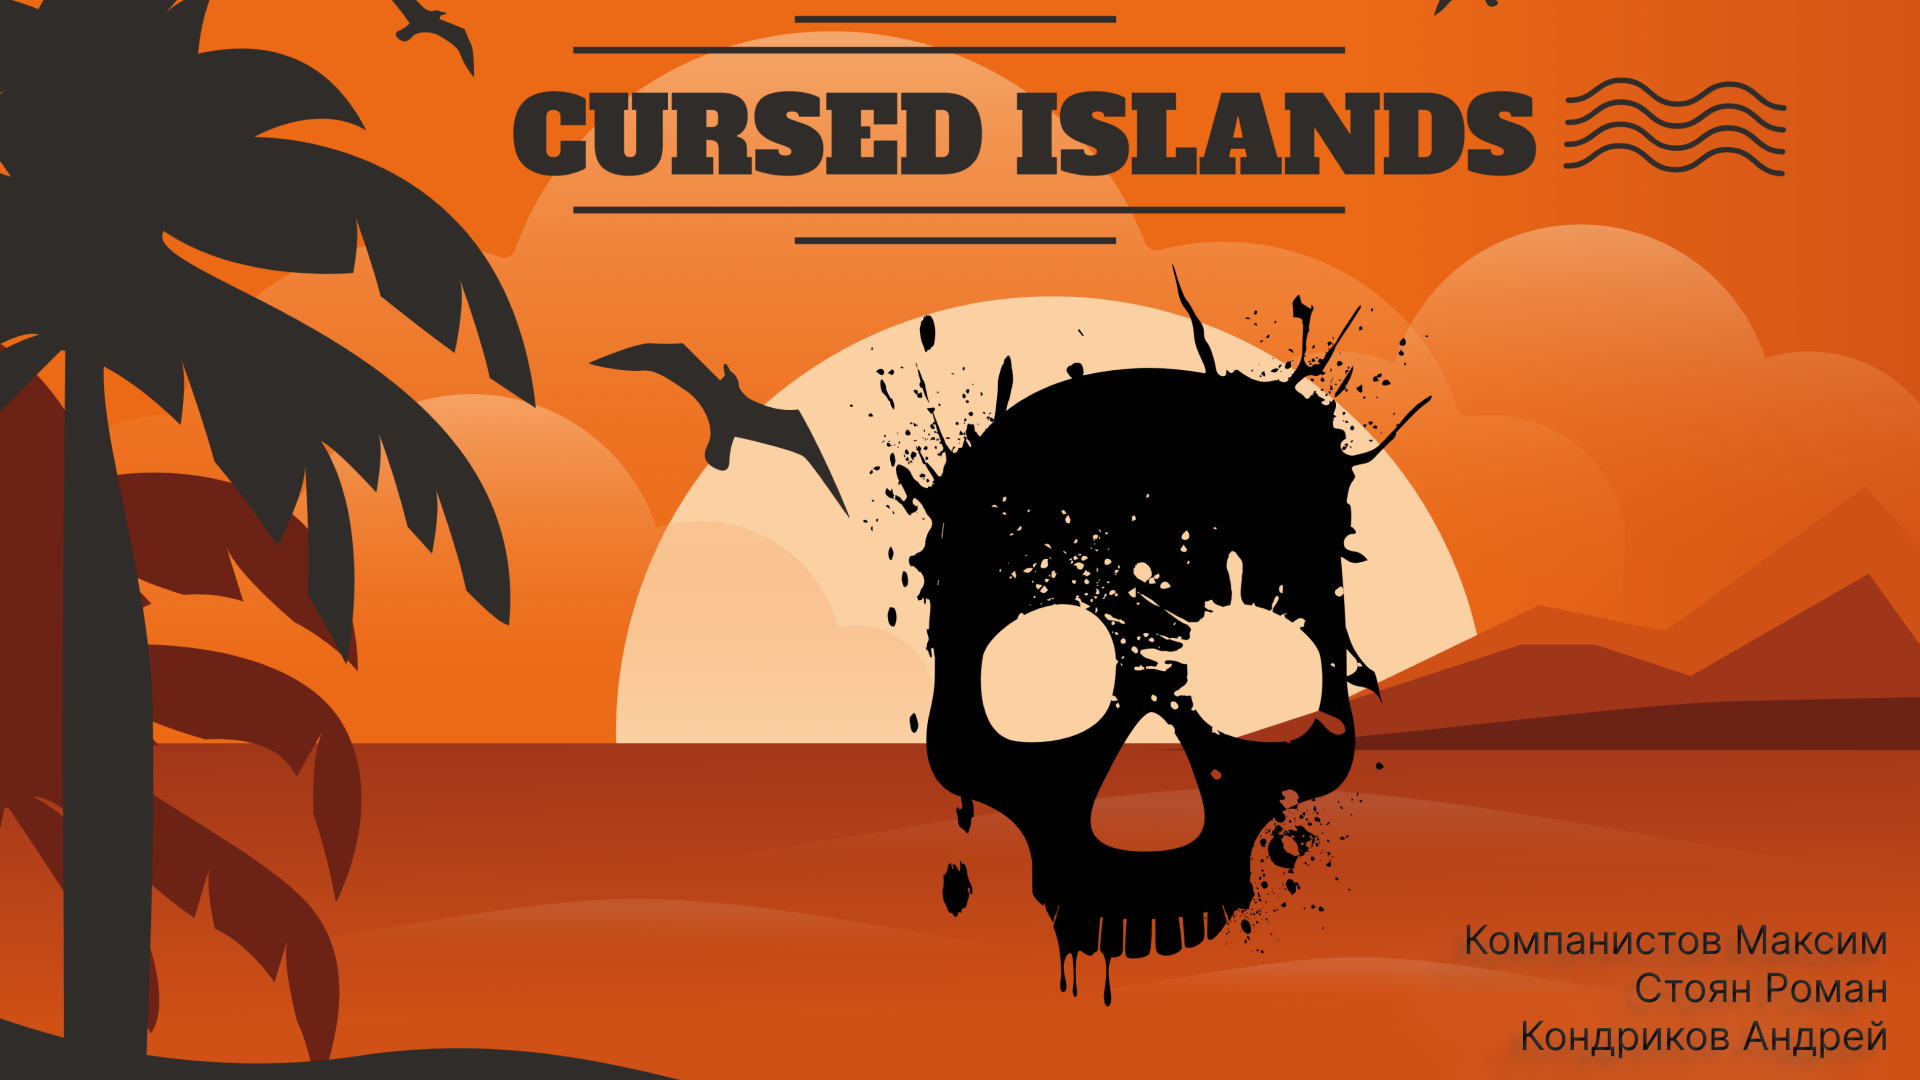 CURSED ISLANDS
Компанистов Максим
Стоян Роман
Кондриков Андрей